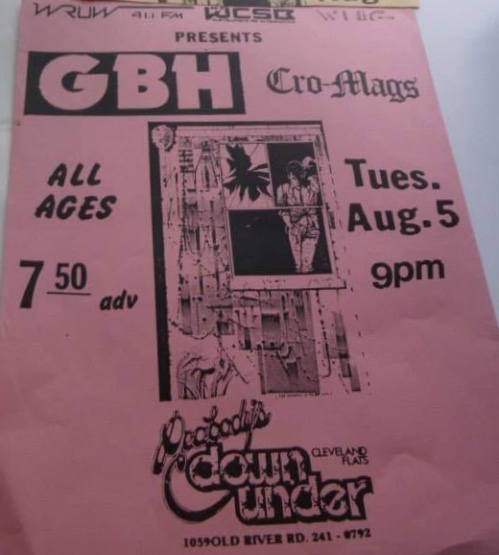 WRUW 91.1 FM WCSB
PRESENTS
GBH Cro-Mags
ALL
AGES
Tues.
Aug. 5
9pm
7 50 adv
Peabody's
down
under
CLEVELAND
FLATS
1059 OLD RIVER RD. 241 - 0792